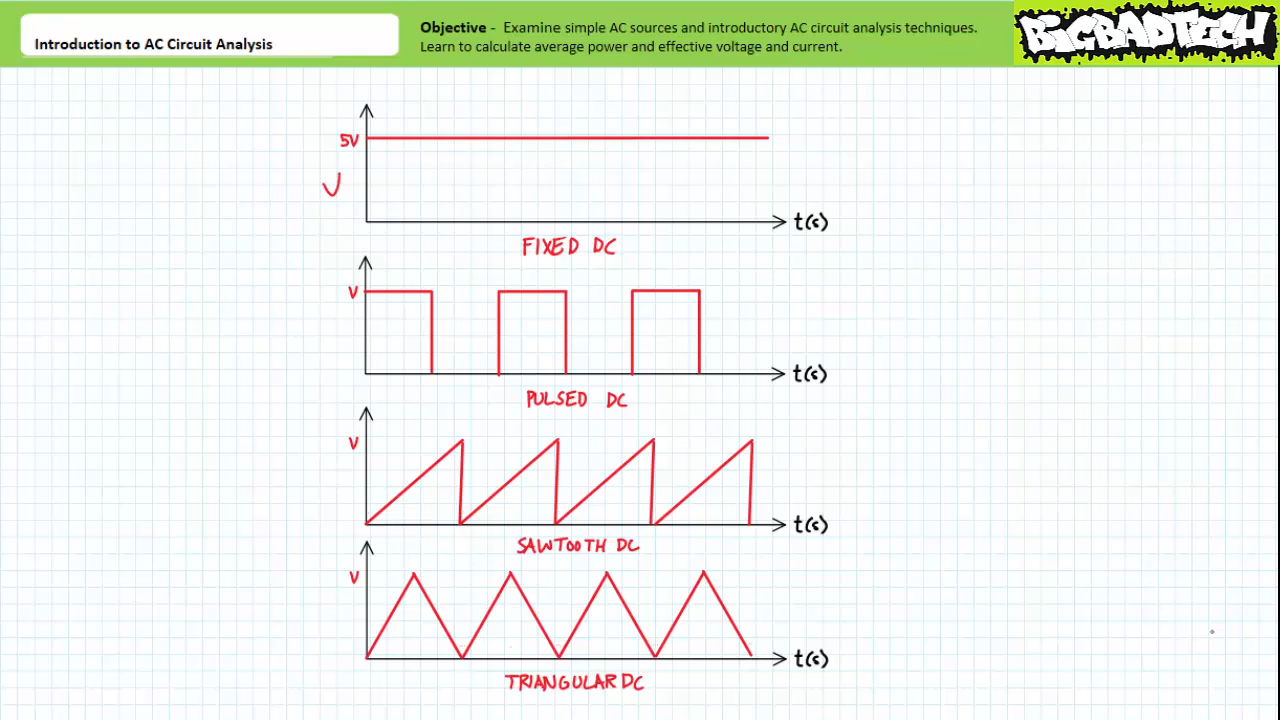 Introduction to AC Circuit Analysis
Objective - Examine simple AC sources and introductory AC circuit analysis techniques.
Learn to calculate average power and effective voltage and current.
BIGBADTECH
5V
V
t(s)
FIXED DC
V
t(s)
PULSED DC
V
t(s)
SAWTOOTH DC
V
t(s)
TRIANGULAR DC